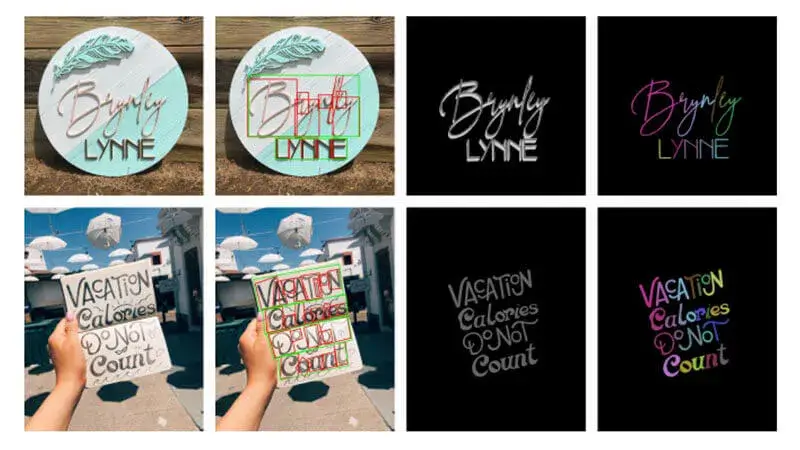 Brynley
LYNNE
Brynley
LYNNE
Brynley
LYNNE
Brynley
LYNNE
VACATiON
Calories
Do NOT
Count
VACATiON
Calories
Do NOT
Count
VACATiON
Calories
Do NOT
Count
VACATiON
Calories
Do NOT
Count